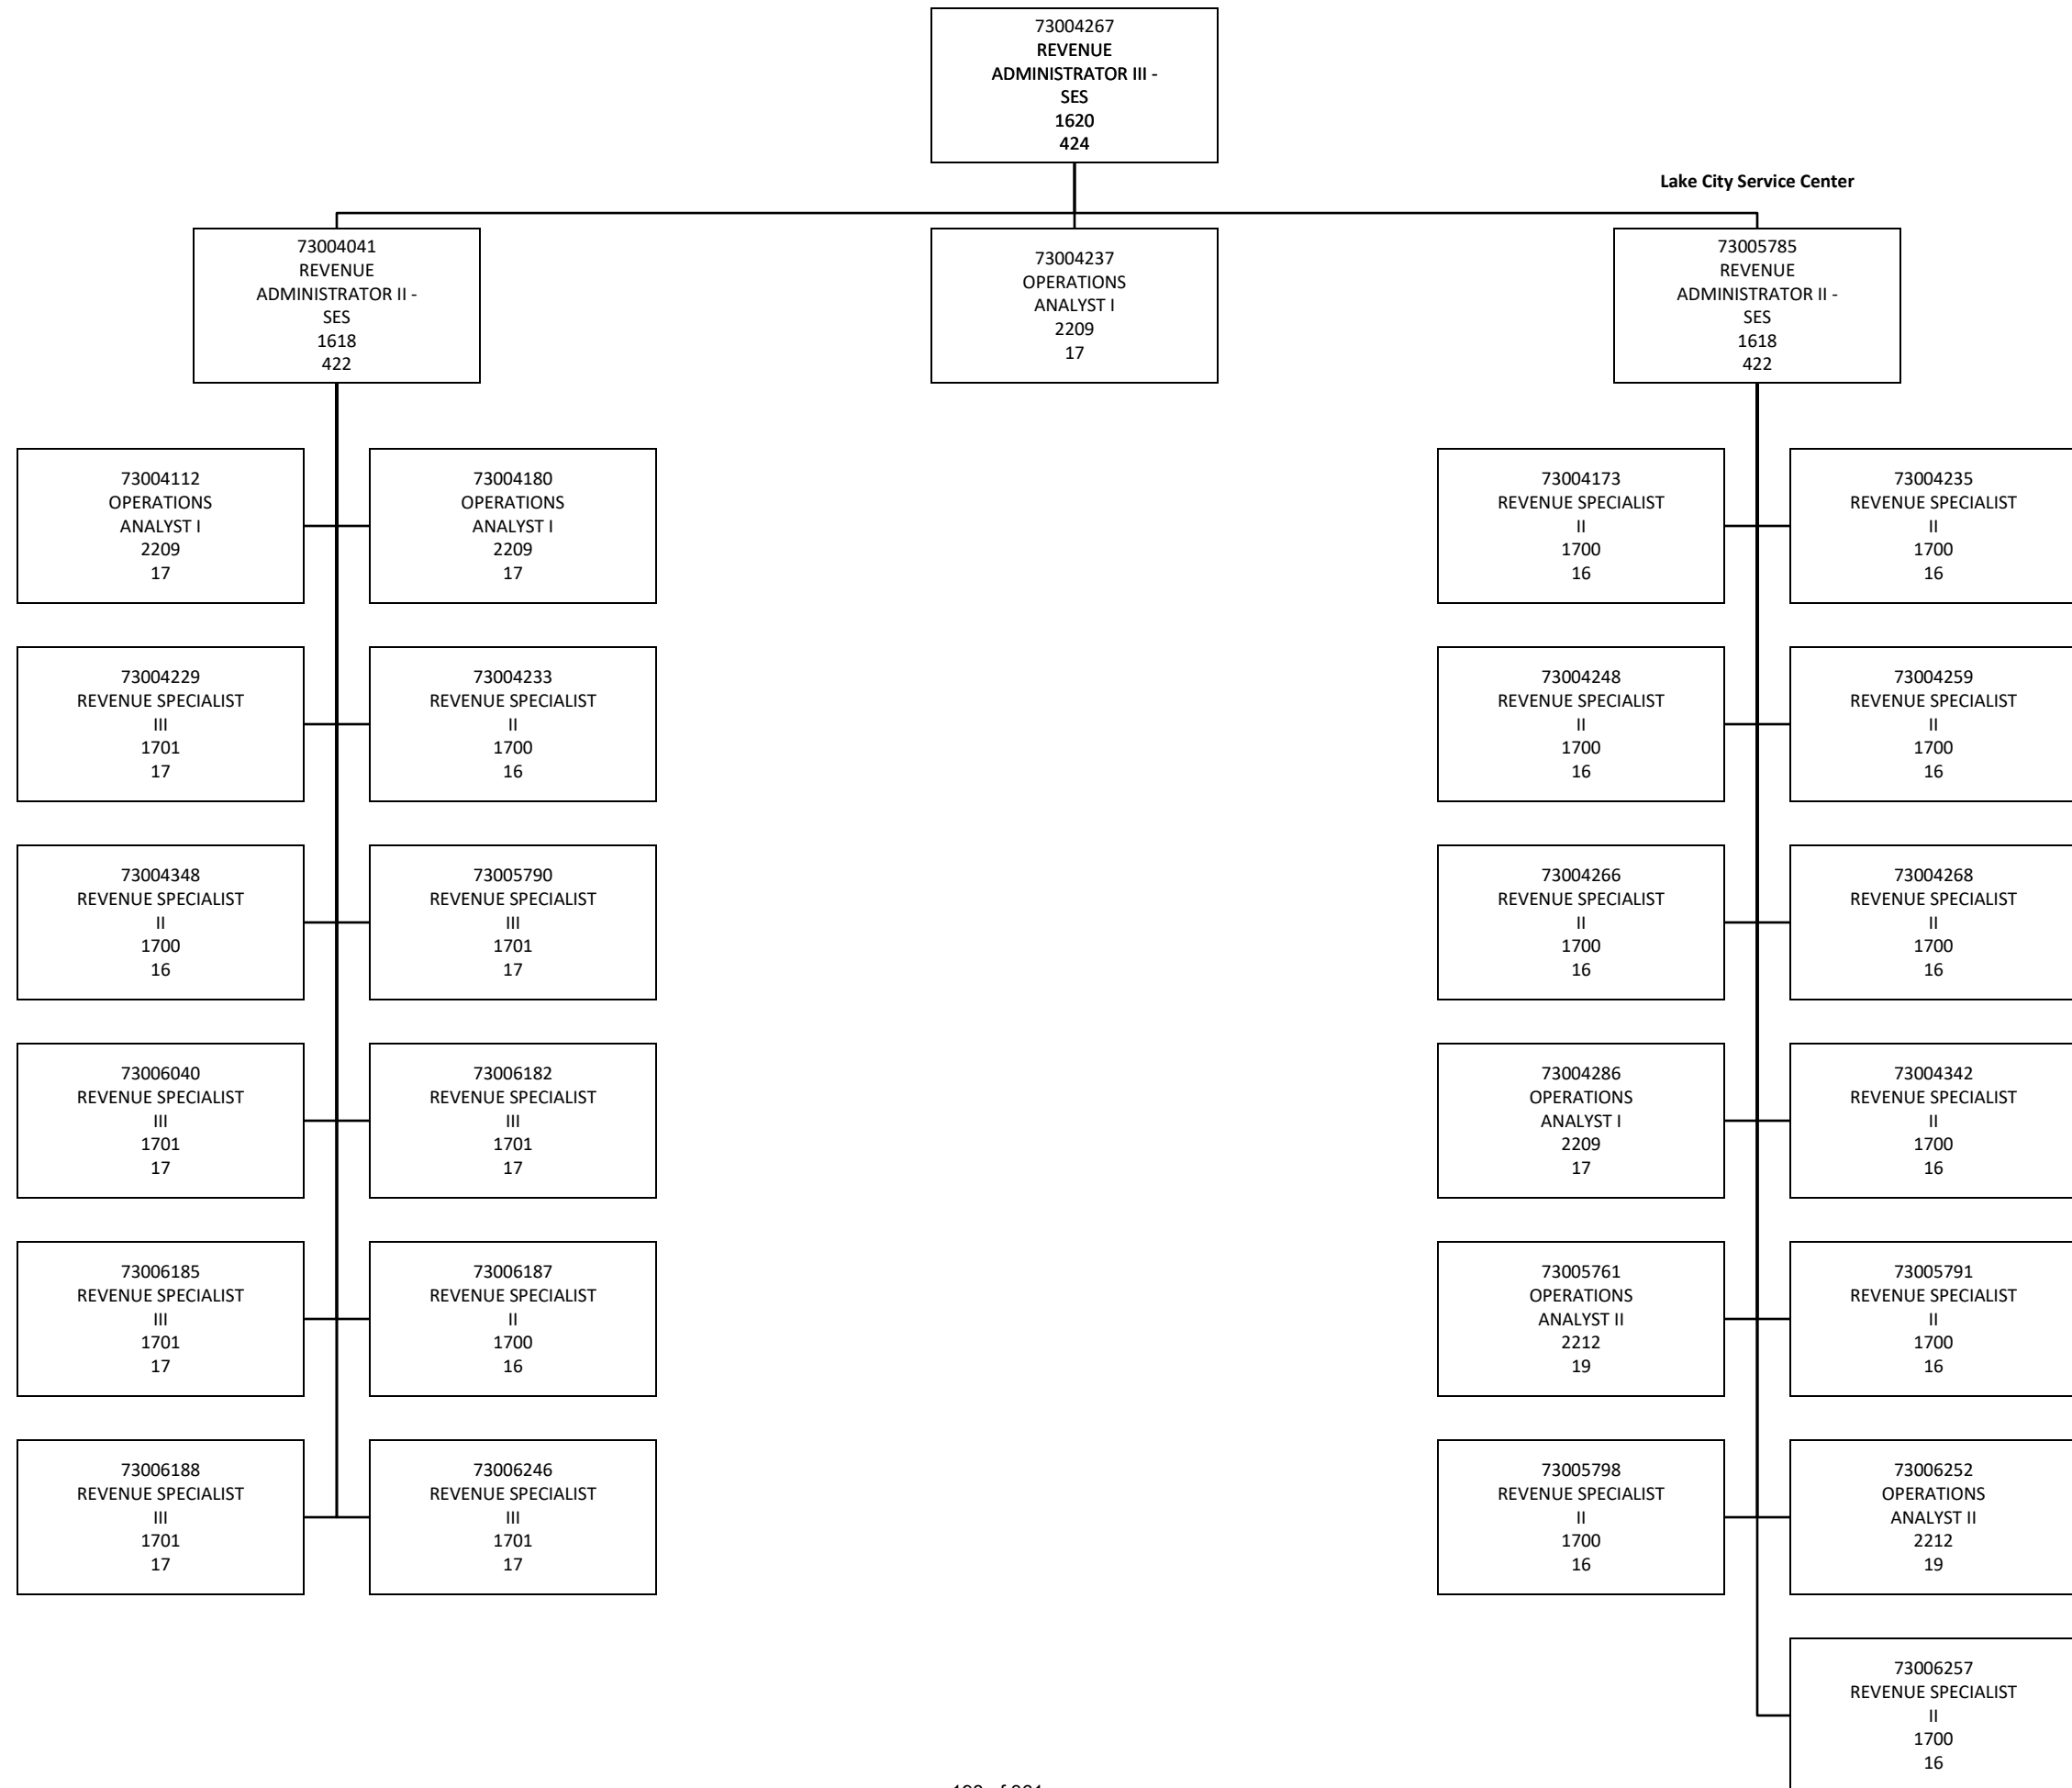 73004267
REVENUE
ADMINISTRATOR III -
SES
1620
424
Lake City Service Center
73004041
REVENUE
ADMINISTRATOR II -
SES
1618
422
73004237
OPERATIONS
ANALYST I
2209
17
73005785
REVENUE
ADMINISTRATOR II -
SES
1618
422
73004112
OPERATIONS
ANALYST I
2209
17
73004180
OPERATIONS
ANALYST I
2209
17
73004173
REVENUE SPECIALIST
II
1700
16
73004235
REVENUE SPECIALIST
II
1700
16
73004229
REVENUE SPECIALIST
III
1701
17
73004233
REVENUE SPECIALIST
II
1700
16
73004248
REVENUE SPECIALIST
II
1700
16
73004259
REVENUE SPECIALIST
II
1700
16
73004348
REVENUE SPECIALIST
II
1700
16
73005790
REVENUE SPECIALIST
III
1701
17
73004266
REVENUE SPECIALIST
II
1700
16
73004268
REVENUE SPECIALIST
II
1700
16
73006040
REVENUE SPECIALIST
III
1701
17
73006182
REVENUE SPECIALIST
III
1701
17
73004286
OPERATIONS
ANALYST I
2209
17
73004342
REVENUE SPECIALIST
II
1700
16
73006185
REVENUE SPECIALIST
III
1701
17
73006187
REVENUE SPECIALIST
II
1700
16
73005761
OPERATIONS
ANALYST II
2212
19
73005791
REVENUE SPECIALIST
II
1700
16
73006188
REVENUE SPECIALIST
III
1701
17
73006246
REVENUE SPECIALIST
III
1701
17
73005798
REVENUE SPECIALIST
II
1700
16
73006252
OPERATIONS
ANALYST II
2212
19
73006257
REVENUE SPECIALIST
II
1700
16